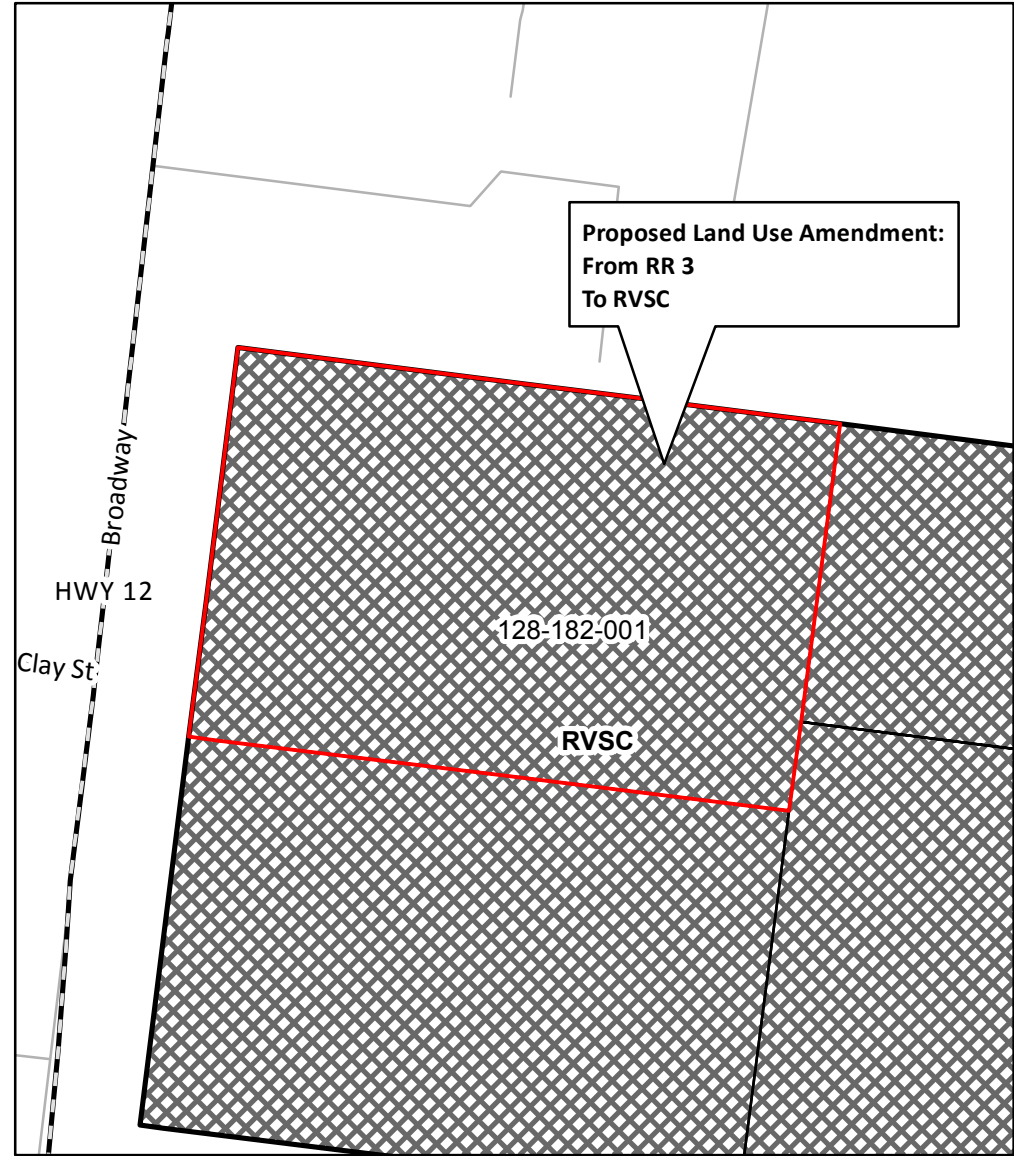 Proposed Land Use Amendment:
From RR 3
To RVSC
Broadway
HWY 12
128-182-001
Clay St
RVSC